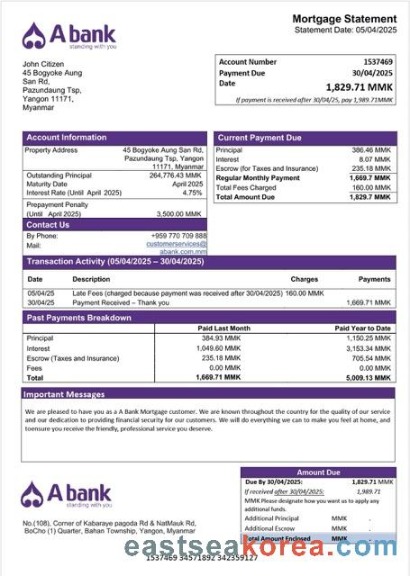 A bank
standing with you
Mortgage Statement
Statement Date: 05/04/2025
John Citizen
45 Bogyoke Aung
San Rd,
Pazundaung Tsp,
Yangon 11171,
Myanmar
Account Number 1537469
Payment Due 30/04/2025
Date
1,829.71 MMK
If payment is received after 30/04/25, pay 1,989.71MMK
Account Information
Property Address 45 Bogyoke Aung San Rd,
Pazundaung Tsp, Yangon
11171, Myanmar
Outstanding Principal 264,776.43 MMK
Maturity Date April 2025
Interest Rate (Until April 2025) 4.75%
Prepayment Penalty
(Until April 2025) 3,500.00 MMK
Contact Us
By Phone: +959 770 709 888
Mail: customerservices@
abank.com.mm
Current Payment Due
Principal 386.46 MMK
Interest 8.07 MMK
Escrow (for Taxes and Insurance) 235.18 MMK
Regular Monthly Payment 1,669.7 MMK
Total Fees Charged 160.00 MMK
Total Amount Due 1,829.7 MMK
Transaction Activity (05/04/2025 – 30/04/2025)
Date Description Charges Payments
05/04/25 Late Fees (charged because payment was received after 30/04/2025) 160.00 MMK
30/04/25 Payment Received – Thank you 1,669.71 MMK
Past Payments Breakdown
Paid Last Month Paid Year to Date
Principal 384.93 MMK 1,150.25 MMK
Interest 1,049.60 MMK 3,153.34 MMK
Escrow (Taxes and Insurance) 235.18 MMK 705.54 MMK
Fees 0.00 MMK 0.00 MMK
Total 1,669.71 MMK 5,009.13 MMK
Important Messages
We are pleased to have you as a A Bank Mortgage customer. We are known throughout the country for the quality of our service
and our dedication to providing financial security for our customers. We will do everything we can to make you feel at home, and
toensure you receive the friendly, professional service you deserve.
A bank
standing with you
No.(108), Corner of Kabaraye pagoda Rd & NatMauk Rd,
BoCho (1) Quarter, Bahan Township, Yangon, Myanmar
Amount Due
Due By 30/04/2025: 1,829.71 MMK
If received after 30/04/2025: 1,989.71
MMK Please designate how you want us to apply any
additional funds.
Additional Principal MMK .
Additional Escrow MMK .
Total Amount Enclosed MMK .
eastseakorea.com
1537469 34571892 342359127